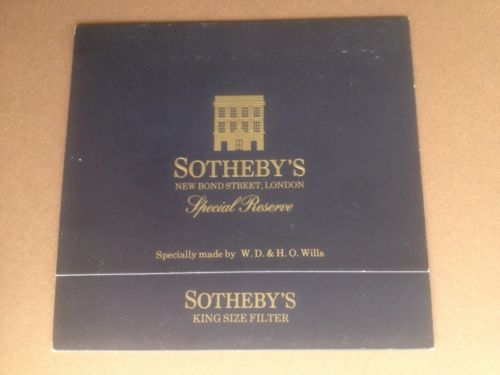 SOTHEBY'S
NEW BOND STREET, LONDON
Special Reserve
Specially made by W. D. & H. O. Wills
SOTHEBY'S
KING SIZE FILTER